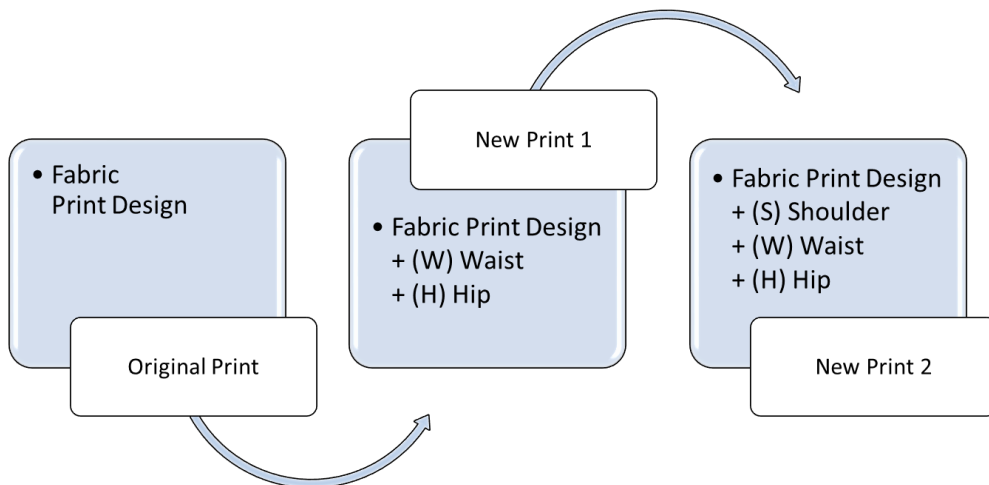 • Fabric
Print Design
Original Print
New Print 1
• Fabric Print Design
+ (W) Waist
+ (H) Hip
• Fabric Print Design
+ (S) Shoulder
+ (W) Waist
+ (H) Hip
New Print 2